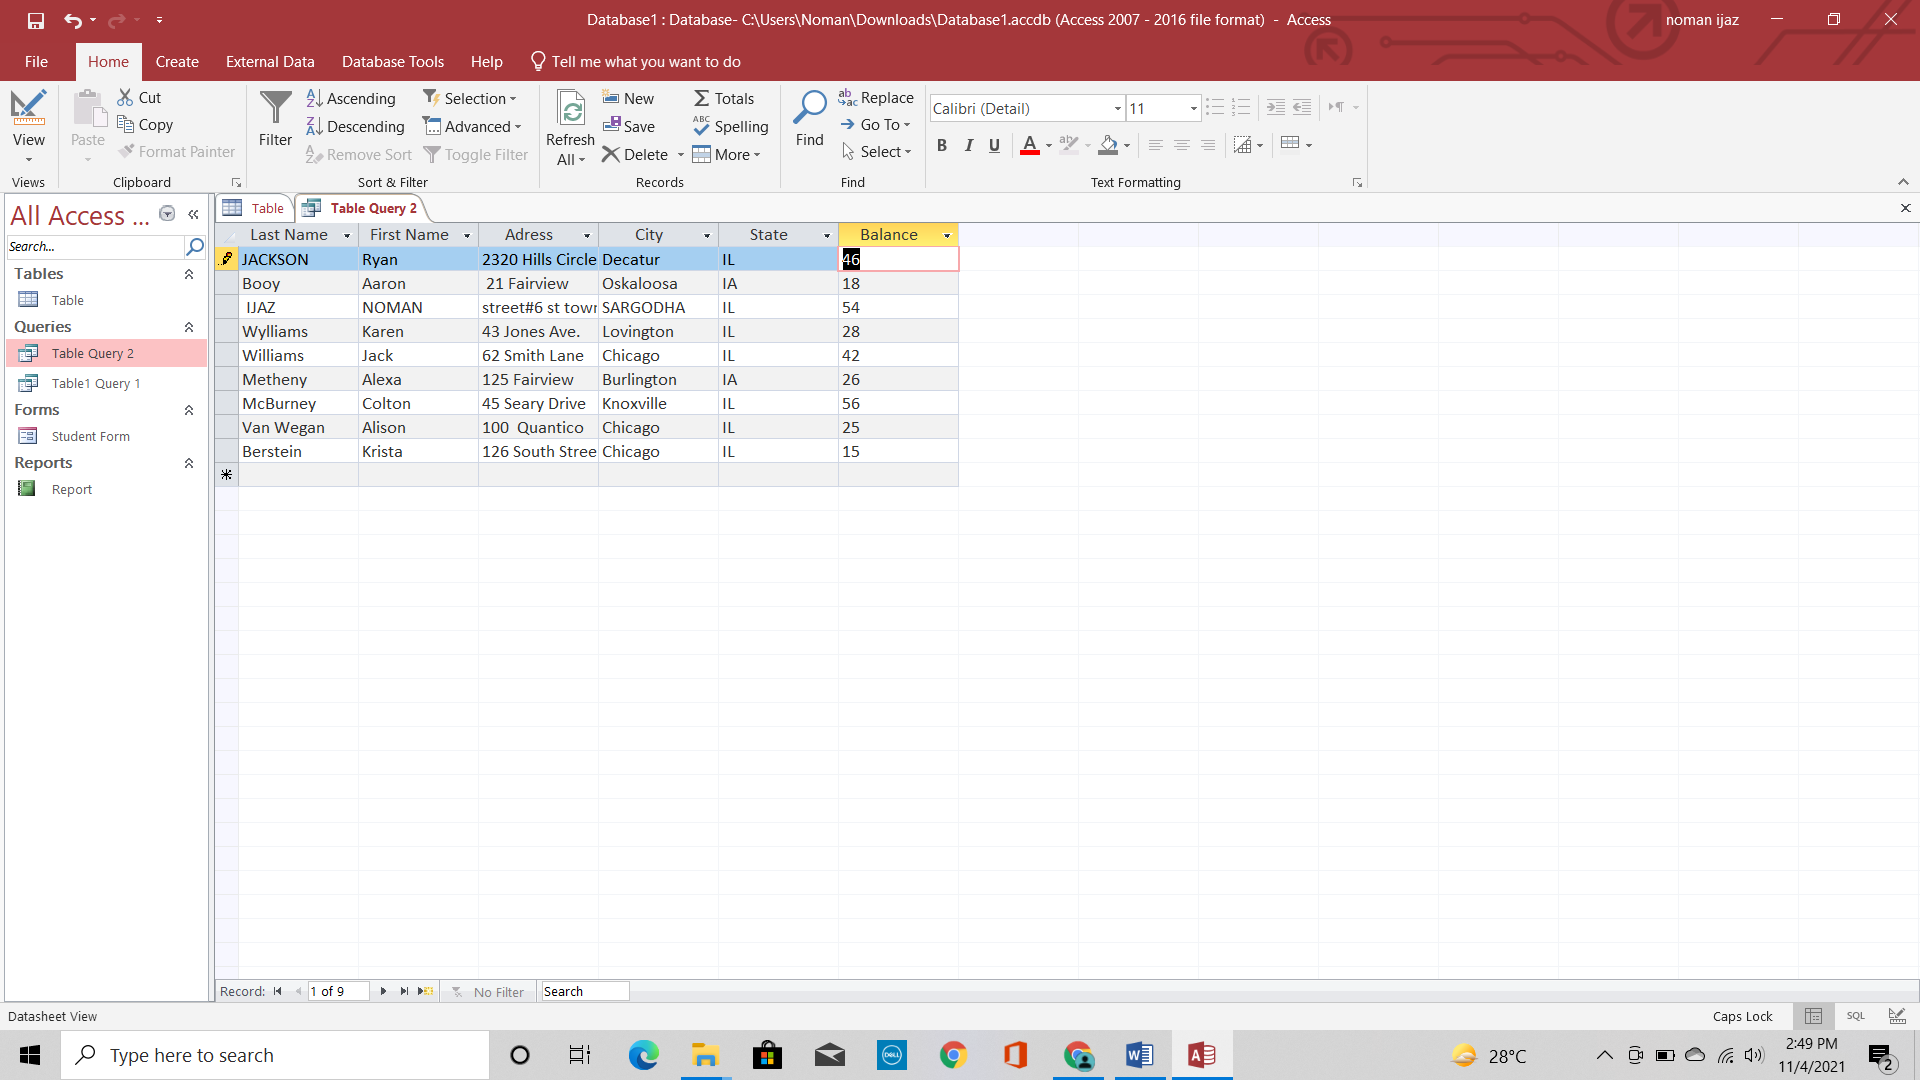 Database1 : Database- C:\Users\Noman\Downloads\Database1.accdb (Access 2007 - 2016 file format)  -  Access
noman ijaz
File Home Create External Data Database Tools Help Tell me what you want to do
View
Views
Paste
Cut
Copy
Format Painter
Clipboard
Filter
Ascending
Descending
Remove Sort
Selection
Advanced
Toggle Filter
Sort & Filter
Refresh
All
New
Save
Delete
Totals
Spelling
More
Records
Find
Replace
Go To
Select
Find
Calibri (Detail) 11
B I U A
Text Formatting
All Access ...
Search...
Tables
Table
Queries
Table Query 2
Table1 Query 1
Forms
Student Form
Reports
Report
Table Table Query 2
Last Name First Name Adress City State Balance
JACKSON Ryan 2320 Hills Circle Decatur IL 46
Booy Aaron 21 Fairview Oskaloosa IA 18
IJAZ NOMAN street#6 st town SARGODHA IL 54
Wylliams Karen 43 Jones Ave. Lovington IL 28
Williams Jack 62 Smith Lane Chicago IL 42
Metheny Alexa 125 Fairview Burlington IA 26
McBurney Colton 45 Seary Drive Knoxville IL 56
Van Wegan Alison 100  Quantico Chicago IL 25
Berstein Krista 126 South Stree Chicago IL 15
Record: 1 of 9 No Filter Search
Datasheet View
Caps Lock SQL
Type here to search
DELL
28°C
2:49 PM
11/4/2021
2